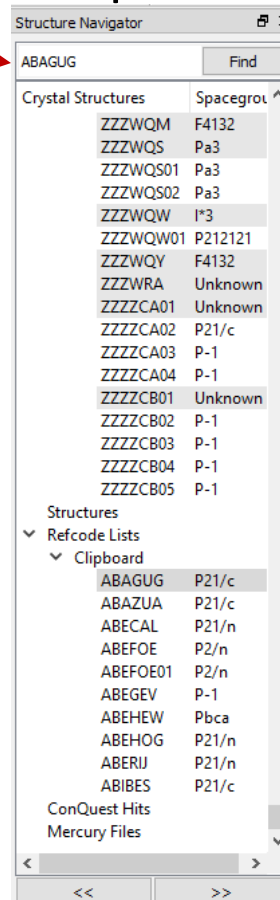 Structure Navigator
ABAGUG Find
Crystal Structures Spacegrou
ZZZWQM F4132
ZZZWQS Pa3
ZZZWQS01 Pa3
ZZZWQS02 Pa3
ZZZWQW I*3
ZZZWQW01 P212121
ZZZWQY F4132
ZZZWRA Unknown
ZZZZCA01 Unknown
ZZZZCA02 P21/c
ZZZZCA03 P-1
ZZZZCA04 P-1
ZZZZCB01 Unknown
ZZZZCB02 P-1
ZZZZCB03 P-1
ZZZZCB04 P-1
ZZZZCB05 P-1
Structures
Refcode Lists
Clipboard
ABAGUG P21/c
ABAZUA P21/c
ABECAL P21/n
ABEFOE P2/n
ABEFOE01 P2/n
ABEGEV P-1
ABEHEW Pbca
ABEHOG P21/n
ABERIJ P21/n
ABIBES P21/c
ConQuest Hits
Mercury Files
<< >>